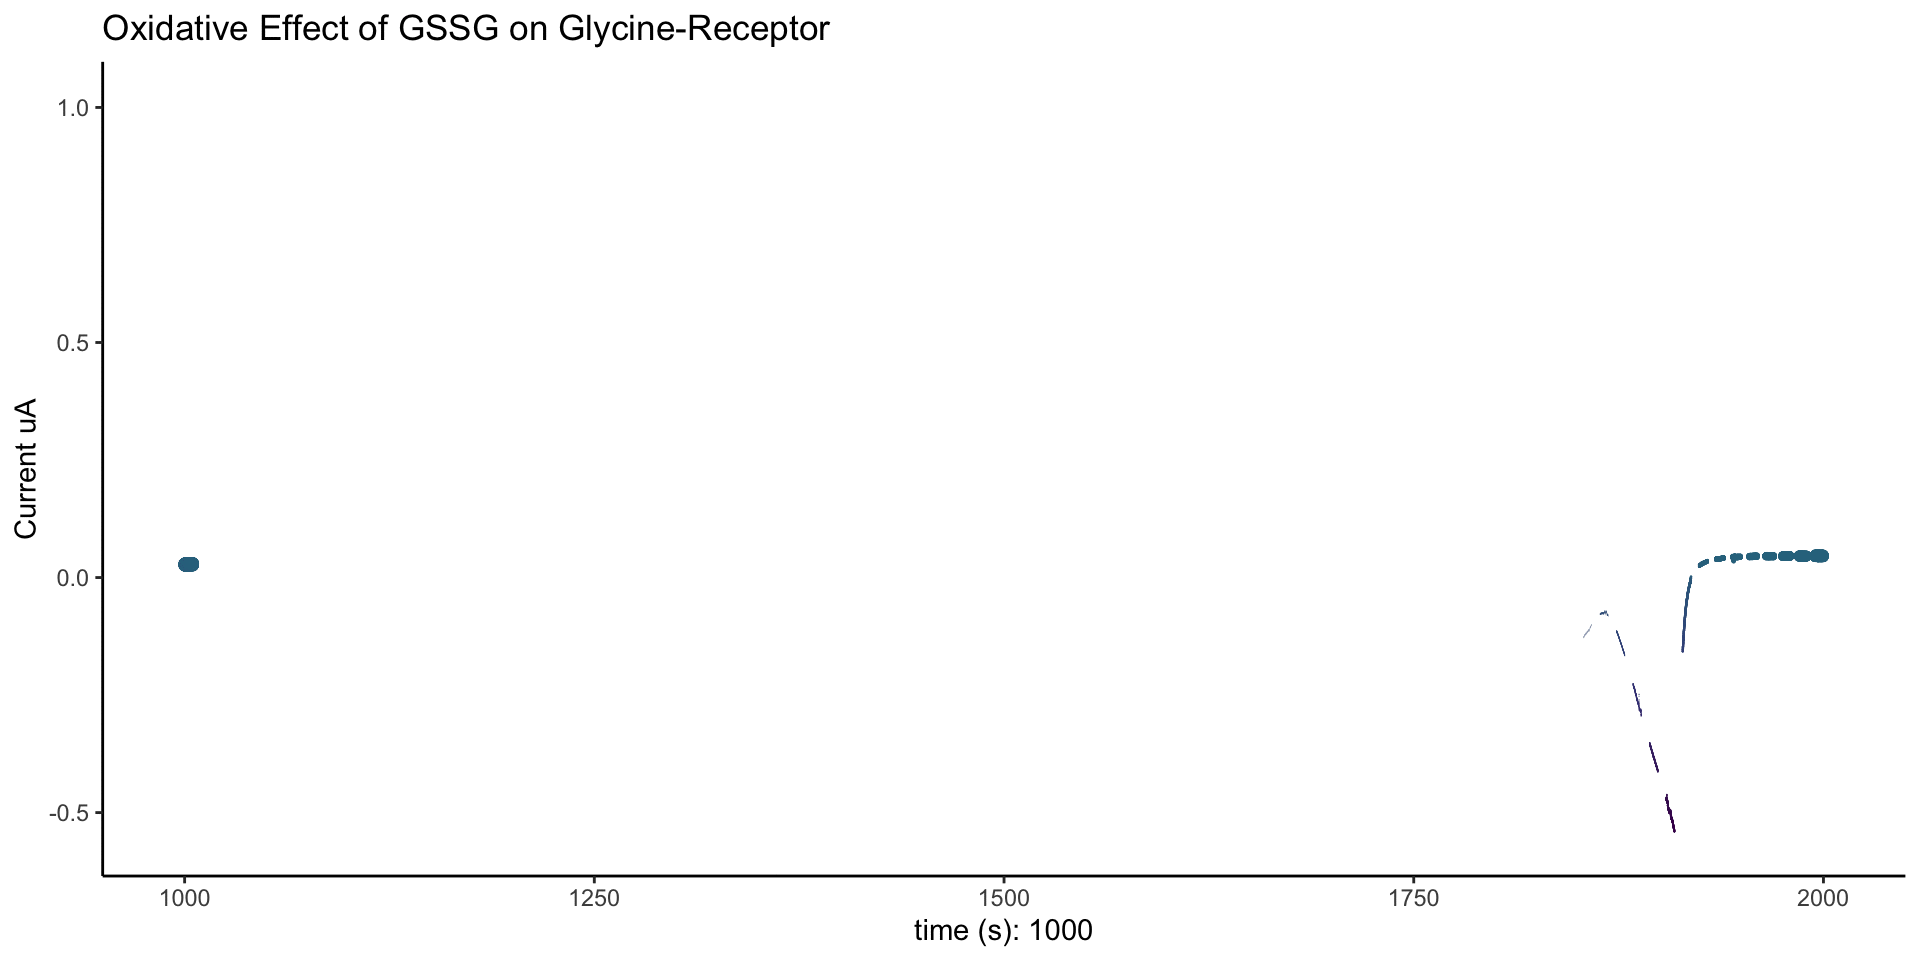 Oxidative Effect of GSSG on Glycine-Receptor
1.0
0.5
0.0
-0.5
Current uA
1000 1250 1500 1750 2000
time (s): 1000